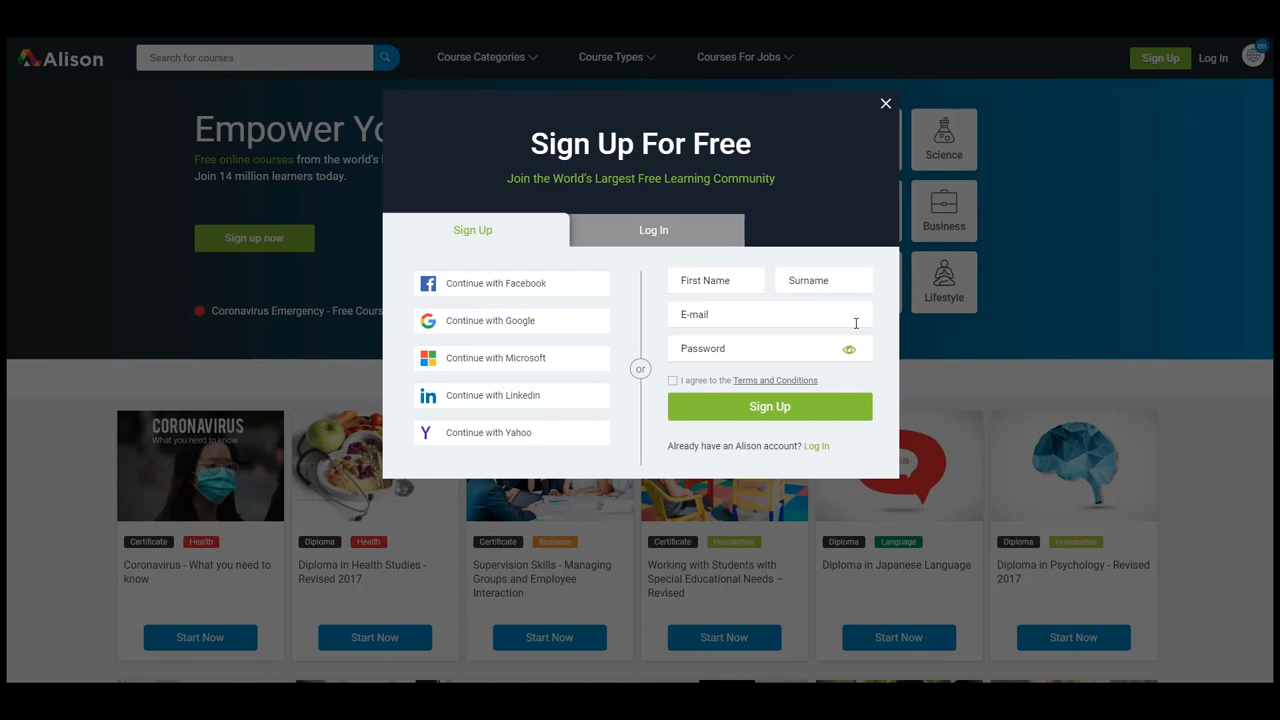 Alison
Search for courses
Course Categories
Course Types
Courses For Jobs
Sign Up
Log In
en
Empower Yo
Free online courses from the world's
Join 14 million learners today.
Sign up now
Coronavirus Emergency - Free Cours
Science
Business
Lifestyle
Sign Up For Free
Join the World's Largest Free Learning Community
Sign Up
Log In
Continue with Facebook
Continue with Google
Continue with Microsoft
Continue with Linkedin
Continue with Yahoo
or
First Name
Surname
E-mail
Password
I agree to the Terms and Conditions
Sign Up
Already have an Alison account? Log In
CORONAVIRUS
What you need to know
Certificate
Health
Coronavirus - What you need to
know
Start Now
Diploma
Health
Diploma in Health Studies -
Revised 2017
Start Now
Certificate
Business
Supervision Skills - Managing
Groups and Employee
Interaction
Start Now
Certificate
Humanities
Working with Students with
Special Educational Needs –
Revised
Start Now
Diploma
Language
Diploma in Japanese Language
Start Now
Diploma
Humanities
Diploma in Psychology - Revised
2017
Start Now